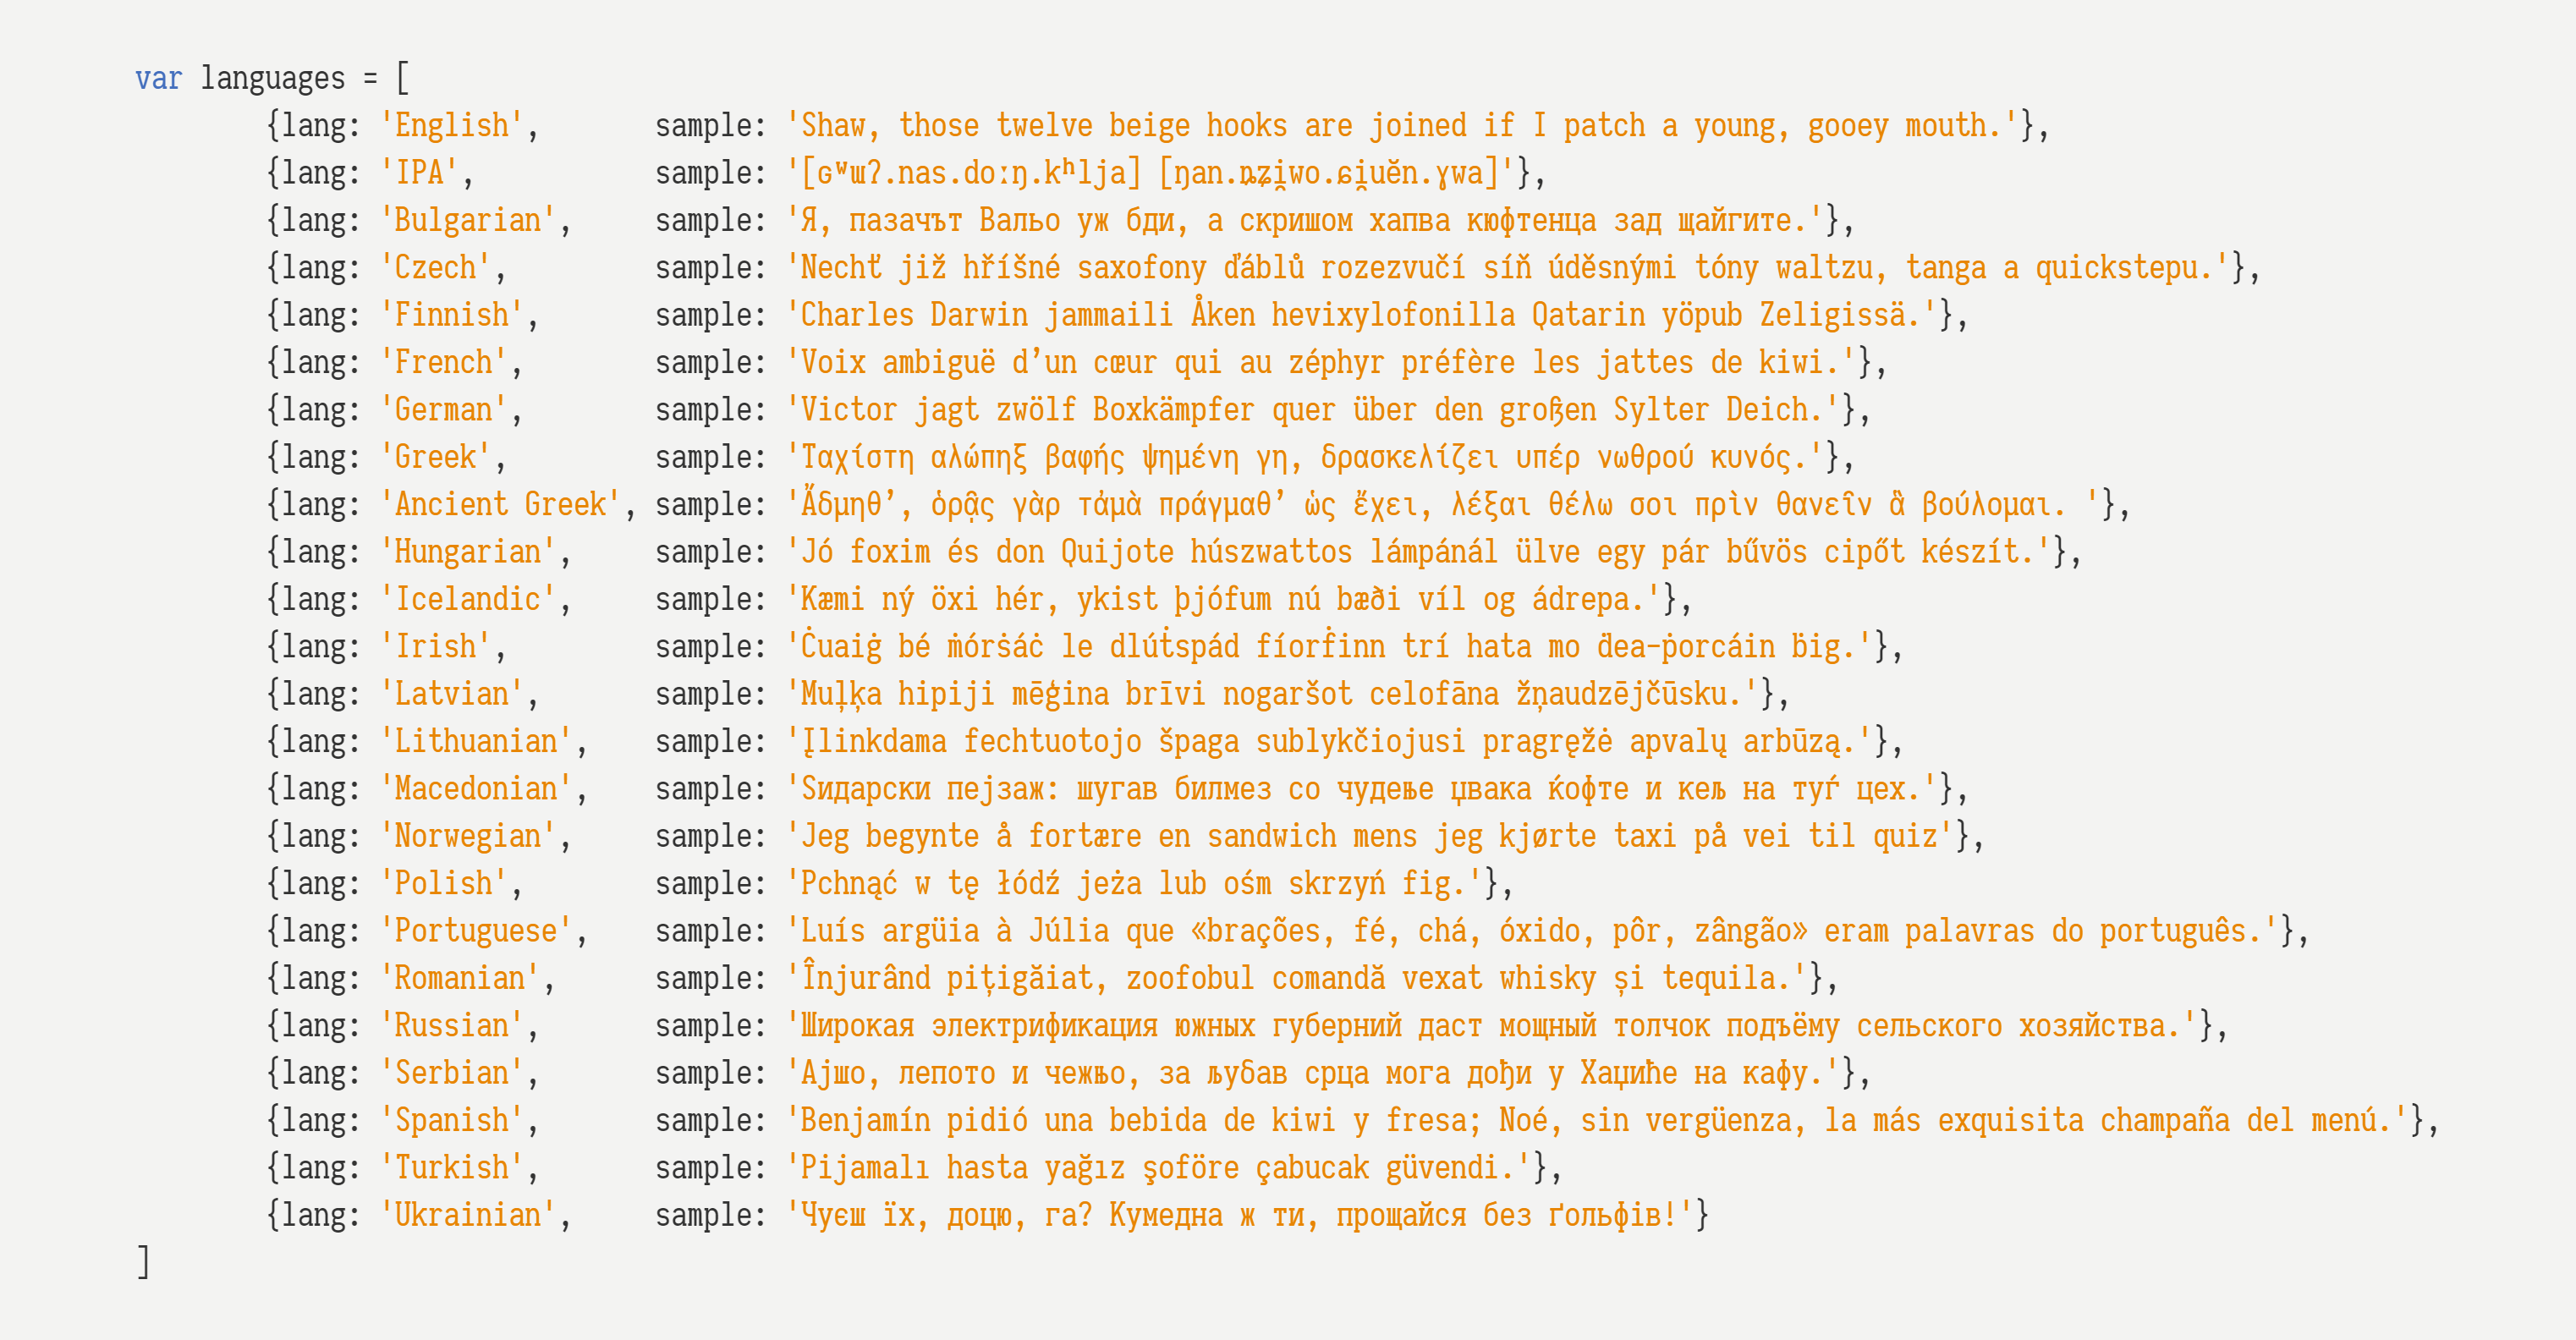 var languages = [
        {lang: 'English',       sample: 'Shaw, those twelve beige hooks are joined if I patch a young, gooey mouth.'},
        {lang: 'IPA',           sample: '[ɢʷɯʔ.nas.doːŋ.kʰlja] [ŋan.ȵʑi̯wo.ɕi̯uĕn.ɣwa]'},
        {lang: 'Bulgarian',     sample: 'Я, пазачът Вальо уж бди, а скришом хапва кюфтенца зад щайгите.'},
        {lang: 'Czech',         sample: 'Nechť již hříšné saxofony ďáblů rozezvučí síň úděsnými tóny waltzu, tanga a quickstepu.'},
        {lang: 'Finnish',       sample: 'Charles Darwin jammaili Åken hevixylofonilla Qatarin yöpub Zeligissä.'},
        {lang: 'French',        sample: 'Voix ambiguë d’un cœur qui au zéphyr préfère les jattes de kiwi.'},
        {lang: 'German',        sample: 'Victor jagt zwölf Boxkämpfer quer über den großen Sylter Deich.'},
        {lang: 'Greek',         sample: 'Ταχίστη αλώπηξ βαφής ψημένη γη, δρασκελίζει υπέρ νωθρού κυνός.'},
        {lang: 'Ancient Greek', sample: 'Ἄδμηθ’, ὁρᾷς γὰρ τἀμὰ πράγμαθ’ ὡς ἔχει, λέξαι θέλω σοι πρὶν θανεῖν ἃ βούλομαι. '},
        {lang: 'Hungarian',     sample: 'Jó foxim és don Quijote húszwattos lámpánál ülve egy pár bűvös cipőt készít.'},
        {lang: 'Icelandic',     sample: 'Kæmi ný öxi hér, ykist þjófum nú bæði víl og ádrepa.'},
        {lang: 'Irish',         sample: 'Ċuaiġ bé ṁórṡáċ le dlúṫspád fíorḟinn trí hata mo ḋea-ṗorcáin ḃig.'},
        {lang: 'Latvian',       sample: 'Muļķa hipiji mēģina brīvi nogaršot celofāna žņaudzējčūsku.'},
        {lang: 'Lithuanian',    sample: 'Įlinkdama fechtuotojo špaga sublykčiojusi pragręžė apvalų arbūzą.'},
        {lang: 'Macedonian',    sample: 'Ѕидарски пејзаж: шугав билмез со чудење џвака ќофте и кељ на туѓ цех.'},
        {lang: 'Norwegian',     sample: 'Jeg begynte å fortære en sandwich mens jeg kjørte taxi på vei til quiz'},
        {lang: 'Polish',        sample: 'Pchnąć w tę łódź jeża lub ośm skrzyń fig.'},
        {lang: 'Portuguese',    sample: 'Luís argüia à Júlia que «brações, fé, chá, óxido, pôr, zângão» eram palavras do português.'},
        {lang: 'Romanian',      sample: 'Înjurând pițigăiat, zoofobul comandă vexat whisky și tequila.'},
        {lang: 'Russian',       sample: 'Широкая электрификация южных губерний даст мощный толчок подъёму сельского хозяйства.'},
        {lang: 'Serbian',       sample: 'Ајшо, лепото и чежњо, за љубав срца мога дођи у Хаџиће на кафу.'},
        {lang: 'Spanish',       sample: 'Benjamín pidió una bebida de kiwi y fresa; Noé, sin vergüenza, la más exquisita champaña del menú.'},
        {lang: 'Turkish',       sample: 'Pijamalı hasta yağız şoföre çabucak güvendi.'},
        {lang: 'Ukrainian',     sample: 'Чуєш їх, доцю, га? Кумедна ж ти, прощайся без ґольфів!'}
]